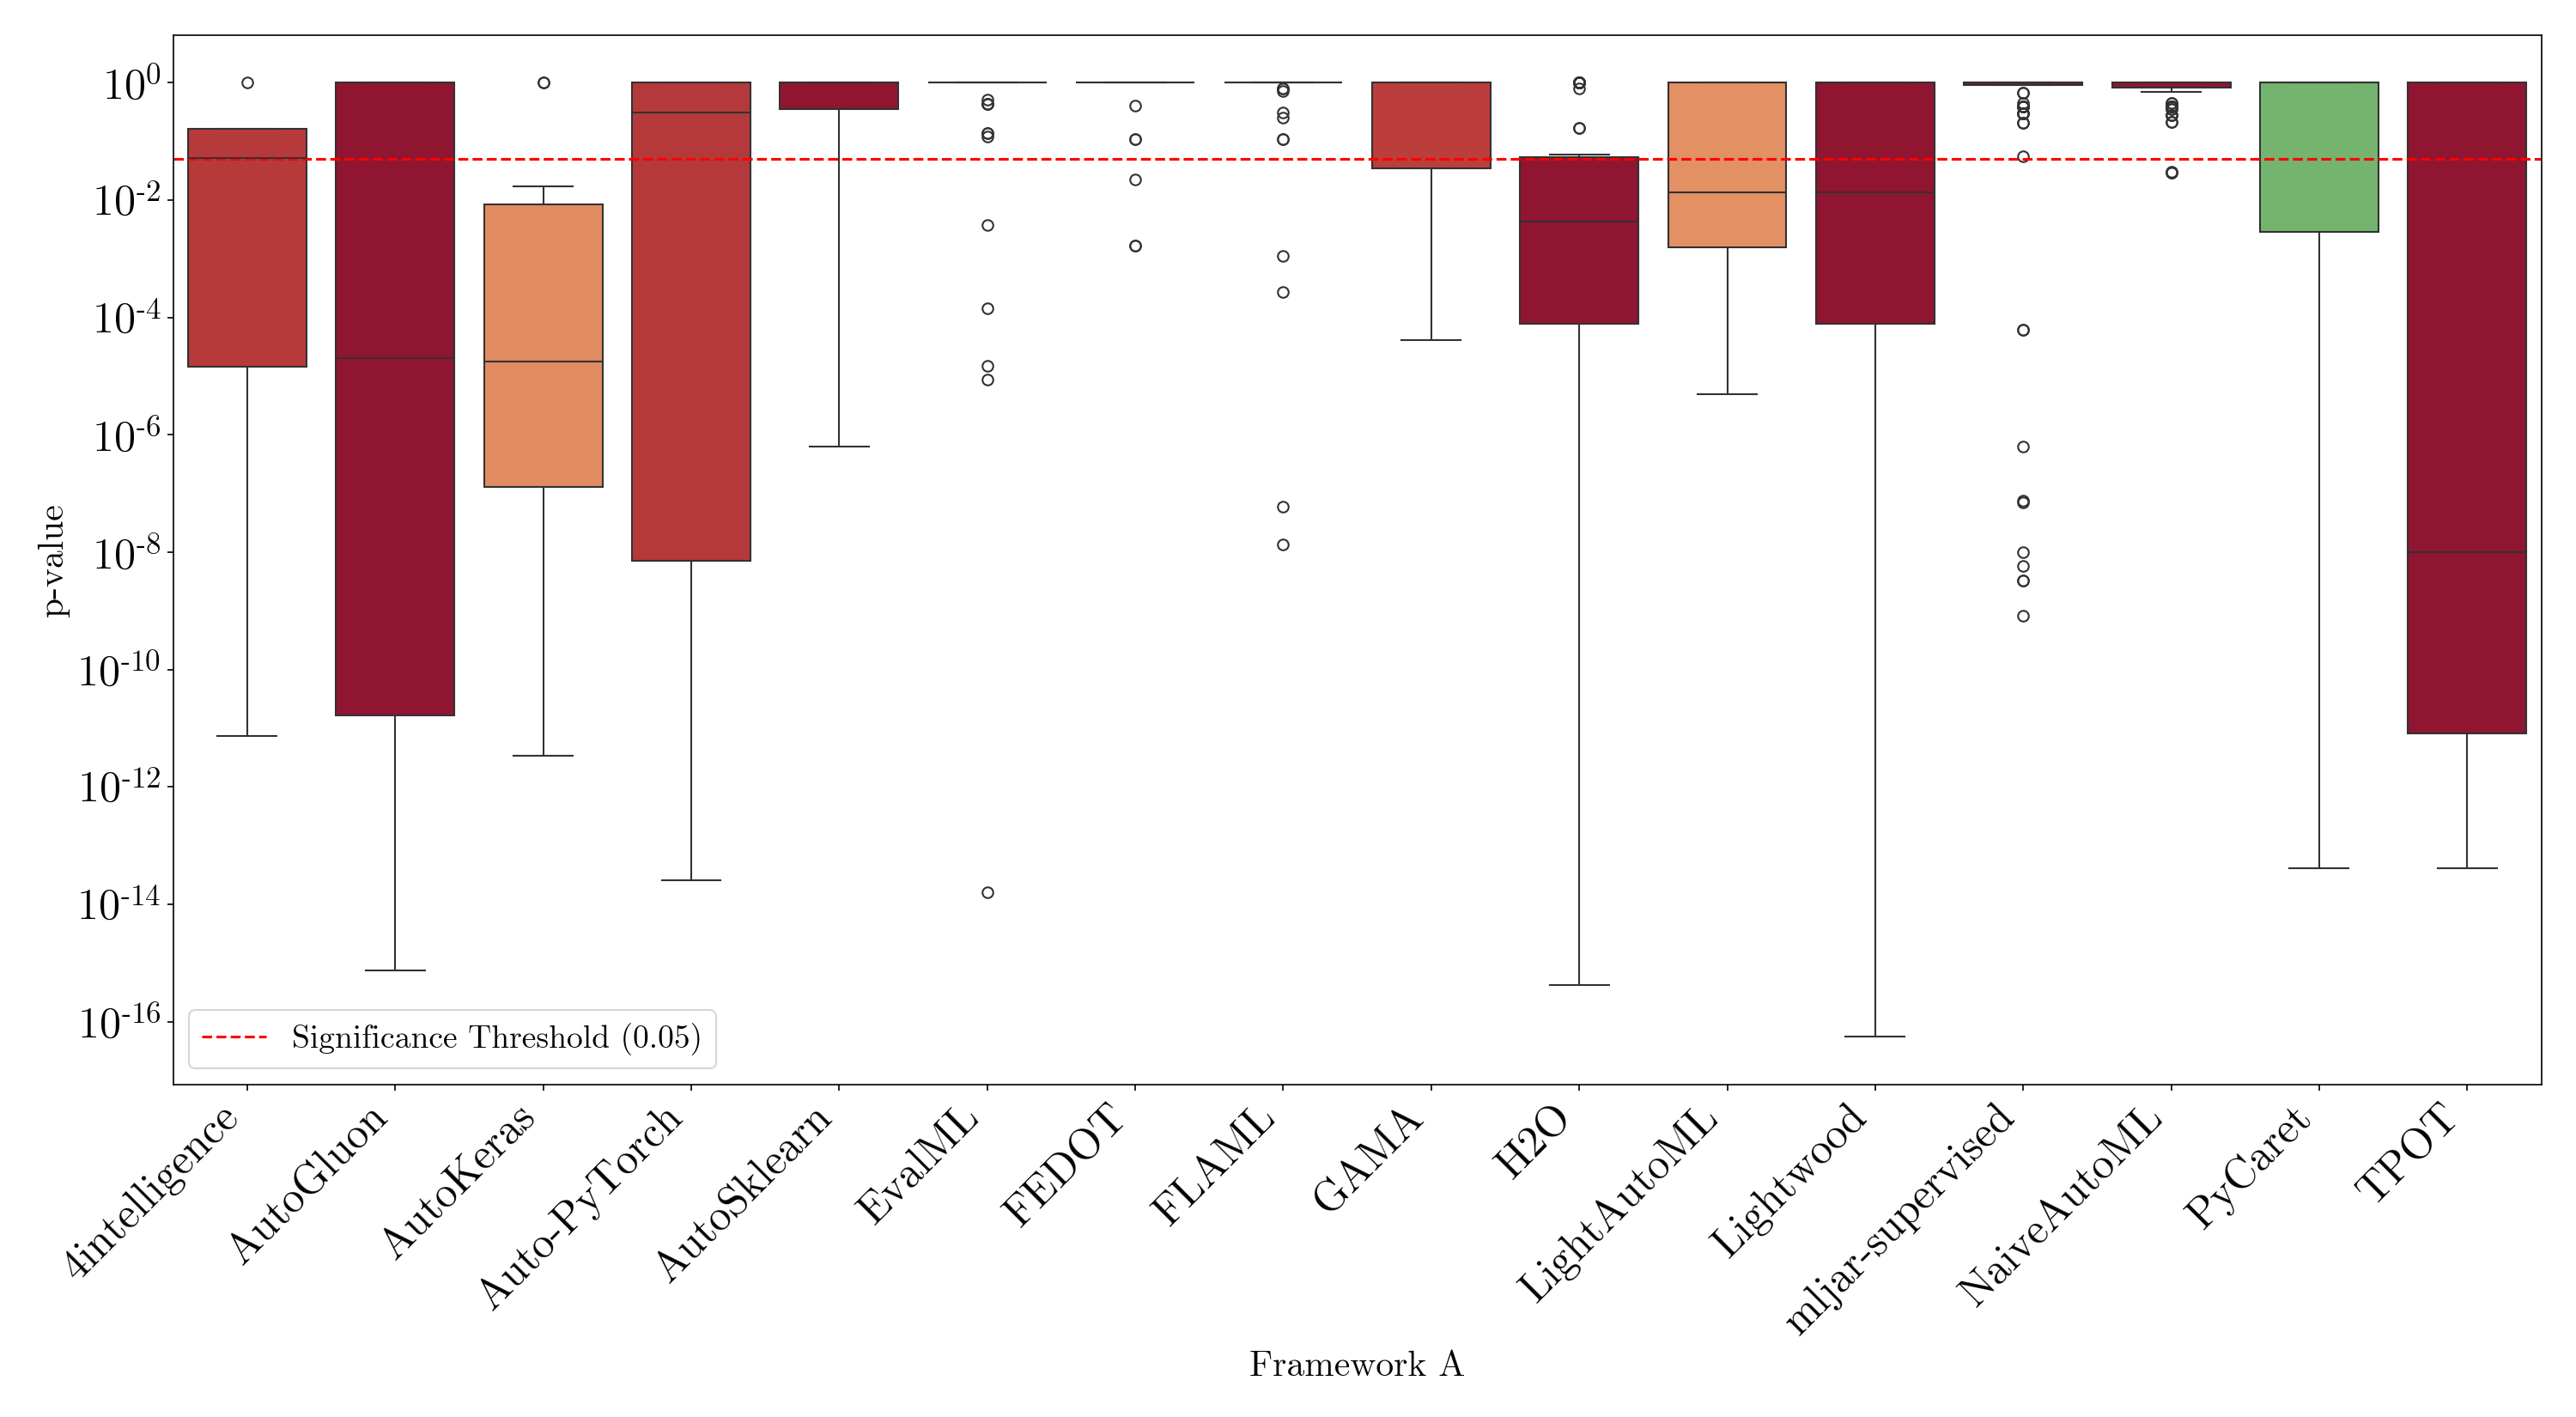 10^0
10^-2
10^-4
10^-6
10^-8
10^-10
10^-12
10^-14
10^-16
p-value
Significance Threshold (0.05)
4intelligence
AutoGluon
AutoKeras
Auto-PyTorch
AutoSklearn
EvalML
FEDOT
FLAML
GAMA
H2O
LightAutoML
Lightwood
mljar-supervised
NaiveAutoML
PyCaret
TPOT
Framework A